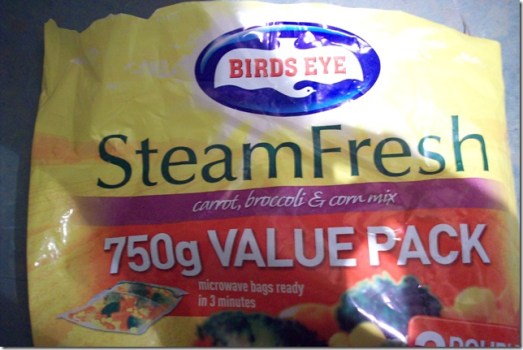 BIRDS EYE
SteamFresh
carrot, broccoli & corn mix
750g VALUE PACK
microwave bags ready
in 3 minutes